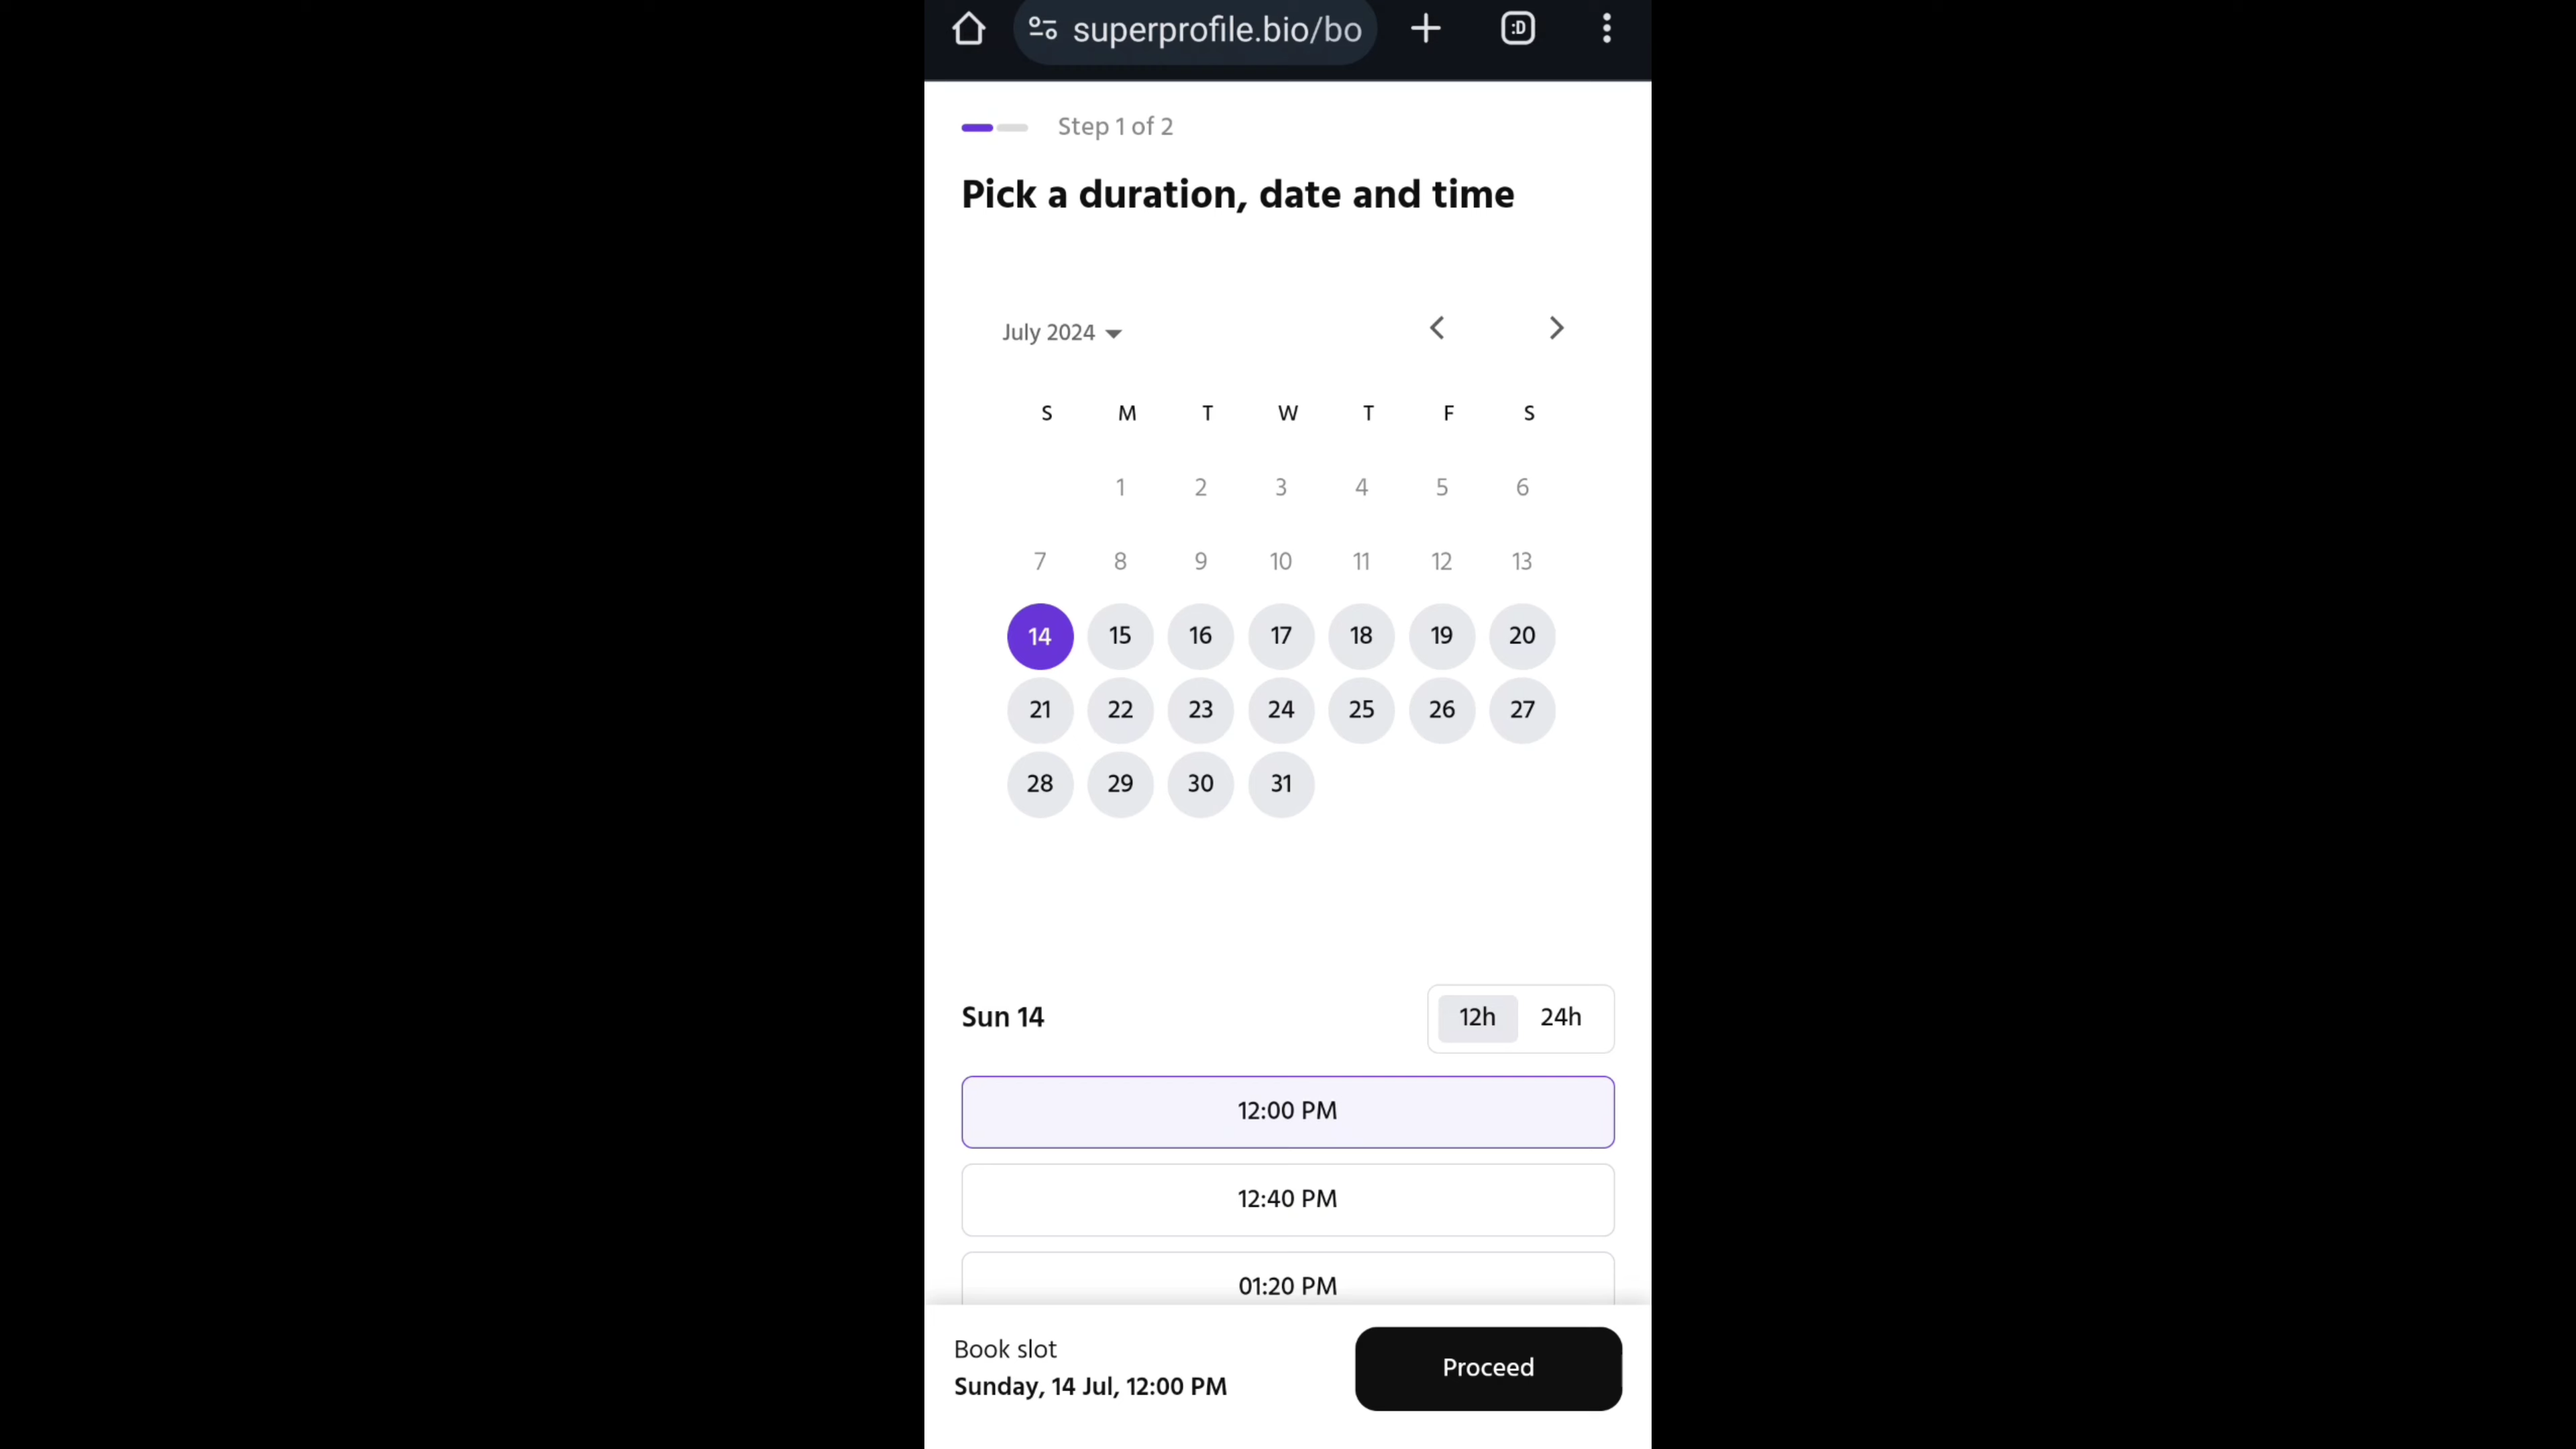 superprofile.bio/bo
:D
Step 1 of 2
Pick a duration, date and time
July 2024
S M T W T F S
1 2 3 4 5 6
7 8 9 10 11 12 13
14 15 16 17 18 19 20
21 22 23 24 25 26 27
28 29 30 31
Sun 14
12h 24h
12:00 PM
12:40 PM
01:20 PM
Book slot
Sunday, 14 Jul, 12:00 PM
Proceed